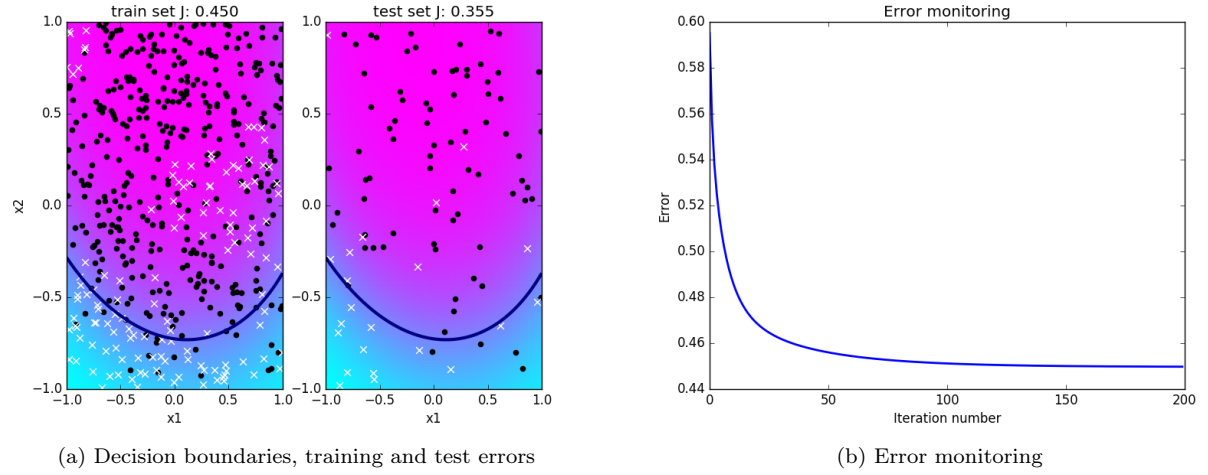 train set J: 0.450
test set J: 0.355
Error monitoring
1.0
0.5
0.0
−0.5
−1.0
x2
−1.0 −0.5 0.0 0.5 1.0
x1
1.0
0.5
0.0
−0.5
−1.0
−1.0 −0.5 0.0 0.5 1.0
x1
0.60
0.58
0.56
0.54
0.52
0.50
0.48
0.46
0.44
Error
0 50 100 150 200
Iteration number
(a) Decision boundaries, training and test errors
(b) Error monitoring